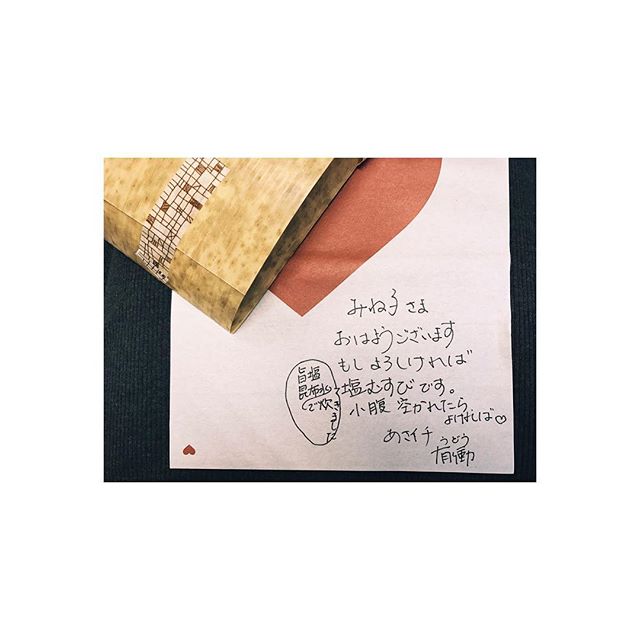 みね子さま
おはようございます
もしよろしければ
塩むすびです。
小腹空かれたら
よければ♡
あさイチ
うどう
有働
旨塩
昆布水
で炊きました